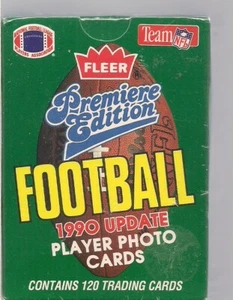 Team NFL
FLEER
Premiere
Edition
FOOTBALL
1990 UPDATE
PLAYER PHOTO
CARDS
CONTAINS 120 TRADING CARDS